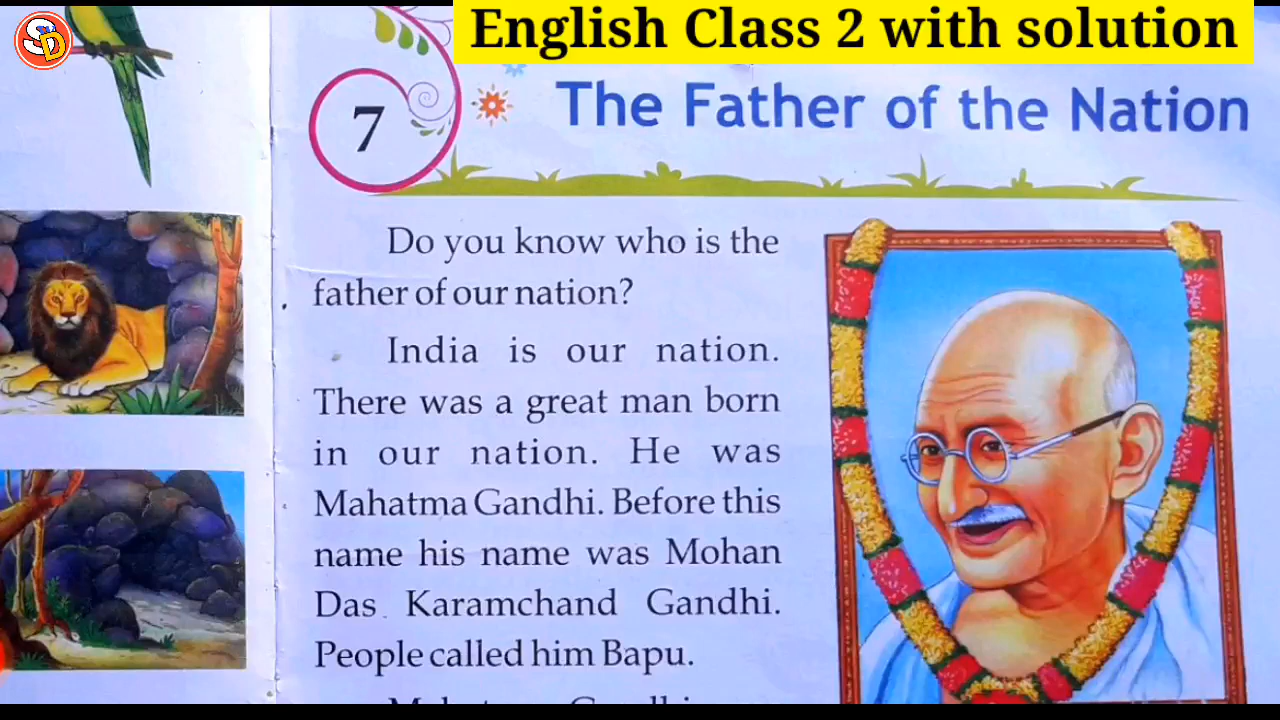 SD
English Class 2 with solution
7
The Father of the Nation
Do you know who is the
father of our nation?
India is our nation.
There was a great man born
in our nation. He was
Mahatma Gandhi. Before this
name his name was Mohan
Das Karamchand Gandhi.
People called him Bapu.